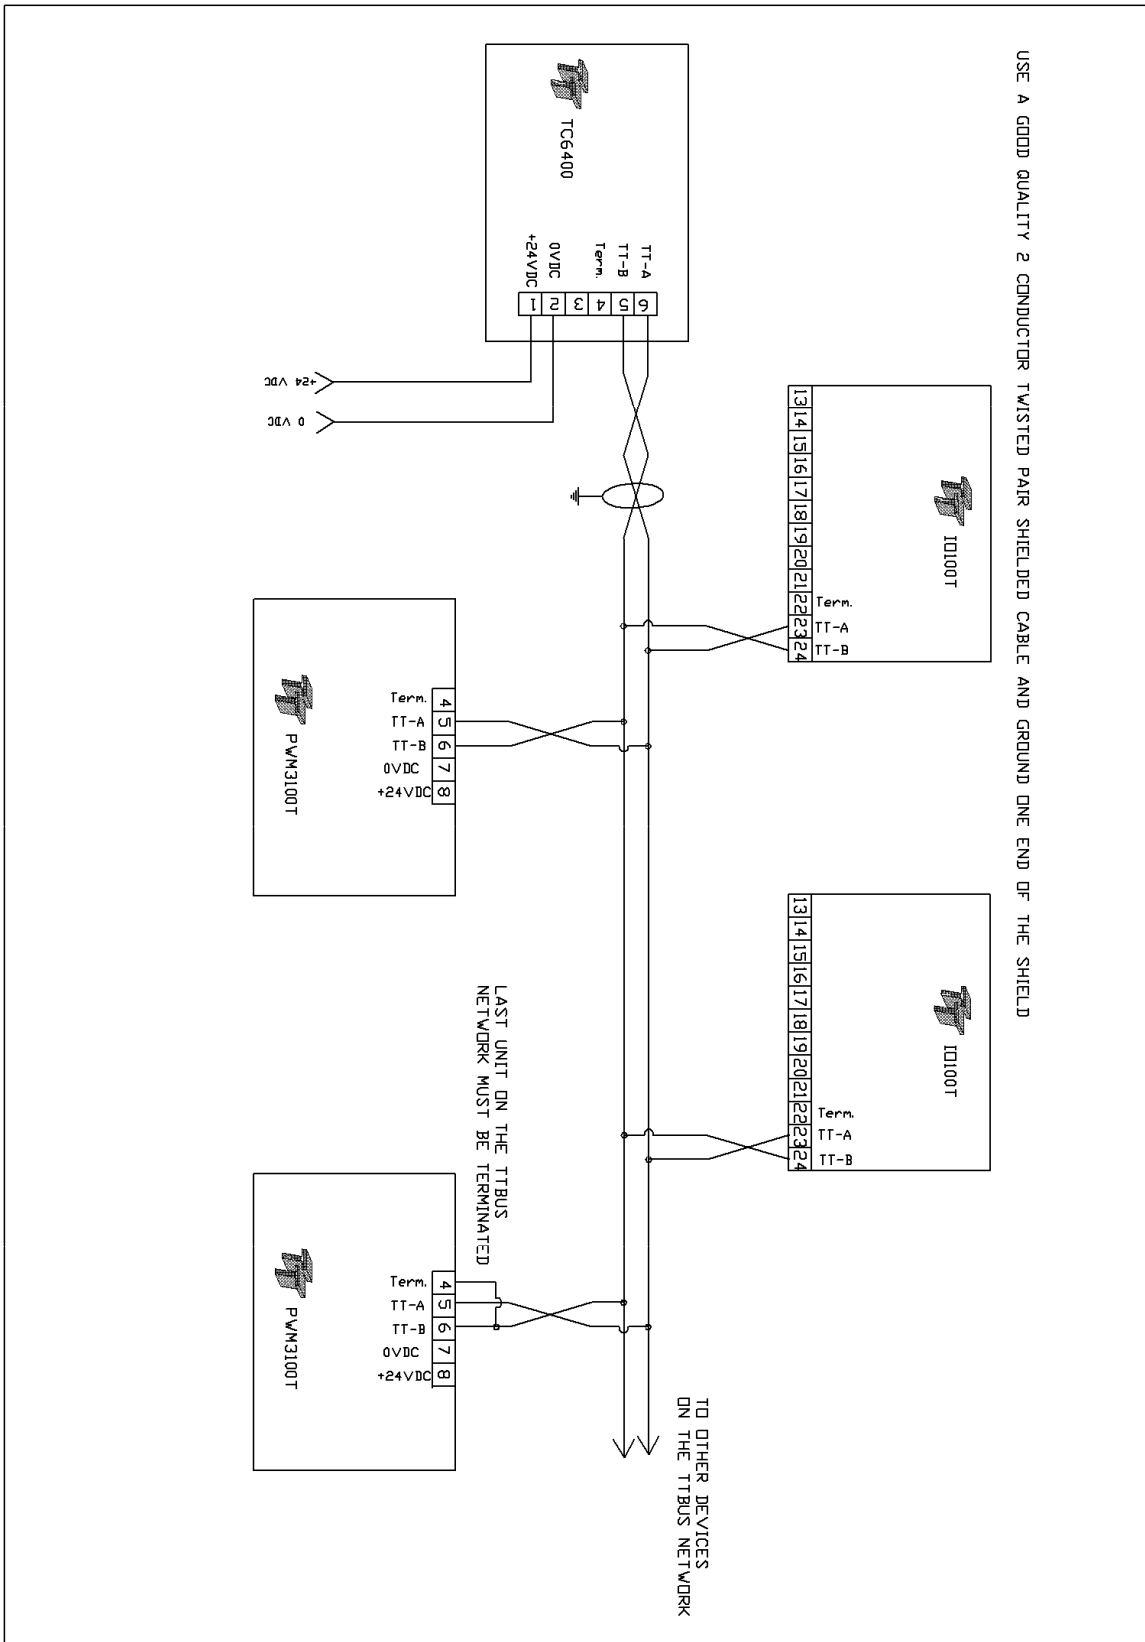 USE A GOOD QUALITY 2 CONDUCTOR TWISTED PAIR SHIELDED CABLE AND GROUND ONE END OF THE SHIELD
TC6400
TT-A
TT-B
Term.
0VDC
+24VDC
6
5
4
3
2
1
+24 VDC
0 VDC
IO100T
13
14
15
16
17
18
19
20
21
22 Term.
23 TT-A
24 TT-B
PWM3100T
Term. 4
TT-A 5
TT-B 6
0VDC 7
+24VDC 8
IO100T
13
14
15
16
17
18
19
20
21
22 Term.
23 TT-A
24 TT-B
LAST UNIT ON THE TTBUS
NETWORK MUST BE TERMINATED
PWM3100T
Term. 4
TT-A 5
TT-B 6
0VDC 7
+24VDC 8
TO OTHER DEVICES
ON THE TTBUS NETWORK